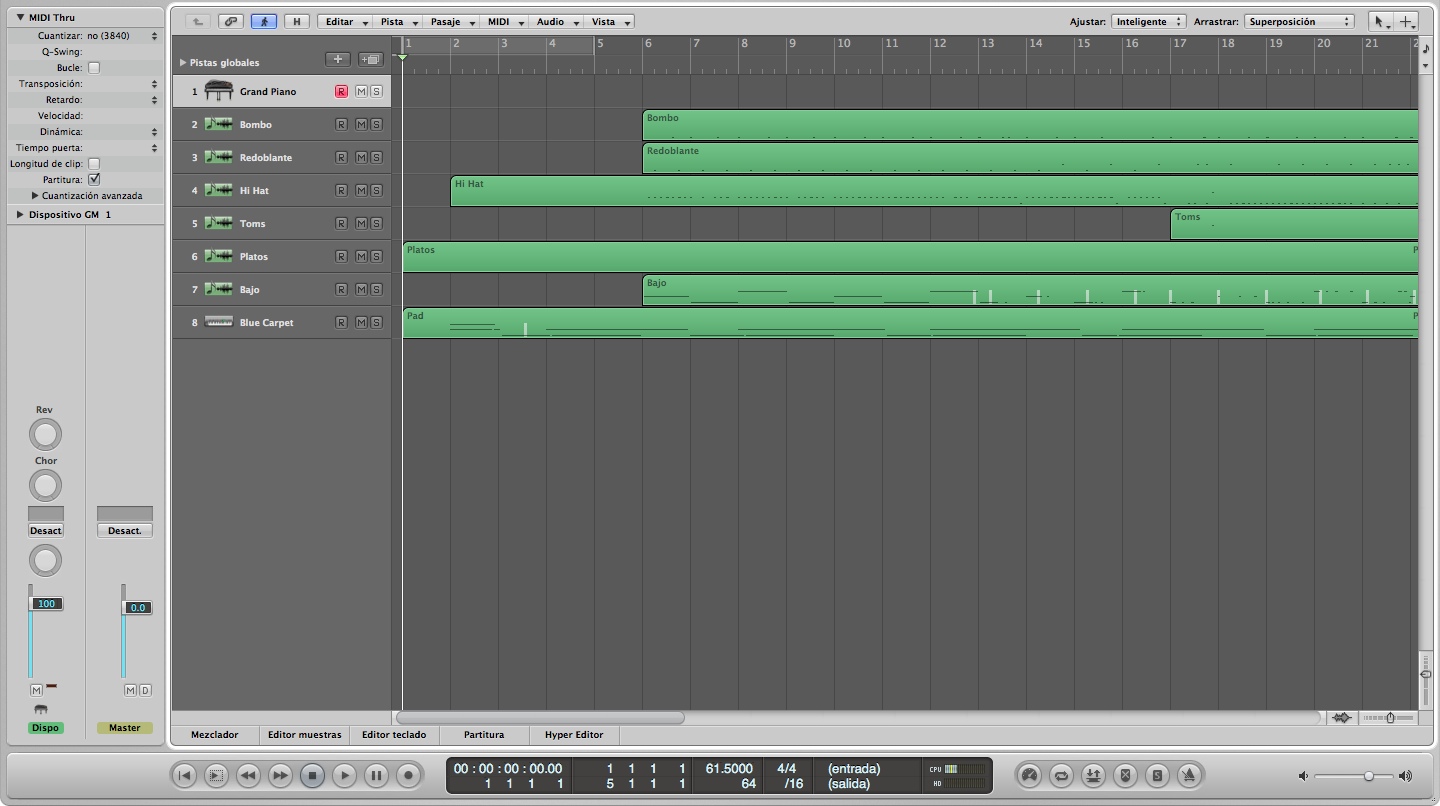 MIDI Thru
Cuantizar: no (3840)
Q-Swing:
Bucle:
Transposición:
Retardo:
Velocidad:
Dinámica:
Tiempo puerta:
Longitud de clip:
Partitura:
Cuantización avanzada
Dispositivo GM 1
Rev
Chor
Desact
Desact.
100
0.0
M
M D
Dispo
Master
H
Editar
Pista
Pasaje
MIDI
Audio
Vista
Ajustar: Inteligente
Arrastrar: Superposición
Pistas globales
1 2 3 4 5 6 7 8 9 10 11 12 13 14 15 16 17 18 19 20 21
1 Grand Piano R M S
2 Bombo R M S
Bombo
3 Redoblante R M S
Redoblante
4 Hi Hat R M S
Hi Hat
5 Toms R M S
Toms
6 Platos R M S
Platos P
7 Bajo R M S
Bajo
8 Blue Carpet R M S
Pad P
Mezclador
Editor muestras
Editor teclado
Partitura
Hyper Editor
00 : 00 : 00 : 00.00 1 1 1 1 61.5000 4/4 (entrada) CPU
1 1 1 1 5 1 1 1 64 /16 (salida) HD
S